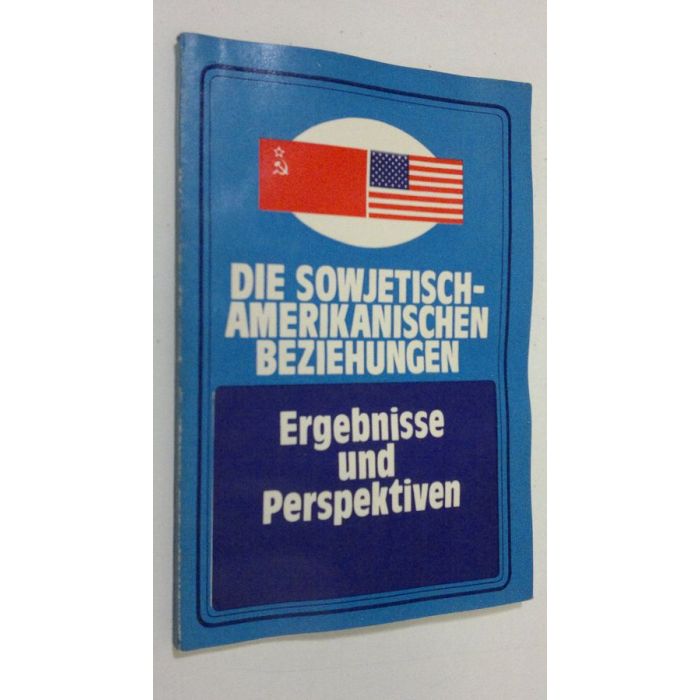 DIE SOWJETISCH-
AMERIKANISCHEN
BEZIEHUNGEN
Ergebnisse
und
Perspektiven